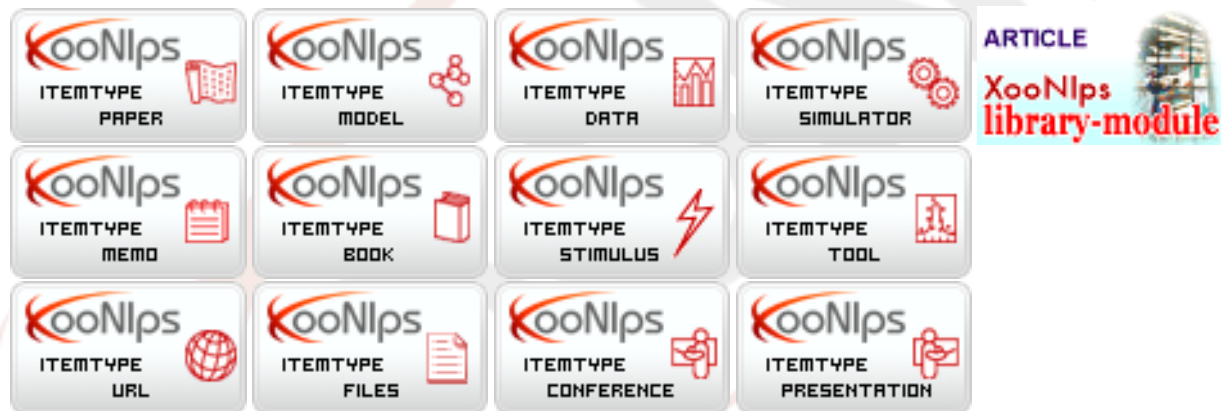 XooNIps
ITEMTYPE
PAPER
XooNIps
ITEMTYPE
MODEL
XooNIps
ITEMTYPE
DATA
XooNIps
ITEMTYPE
SIMULATOR
ARTICLE
XooNIps
library-module
XooNIps
ITEMTYPE
MEMO
XooNIps
ITEMTYPE
BOOK
XooNIps
ITEMTYPE
STIMULUS
XooNIps
ITEMTYPE
TOOL
XooNIps
ITEMTYPE
URL
XooNIps
ITEMTYPE
FILES
XooNIps
ITEMTYPE
CONFERENCE
XooNIps
ITEMTYPE
PRESENTATION